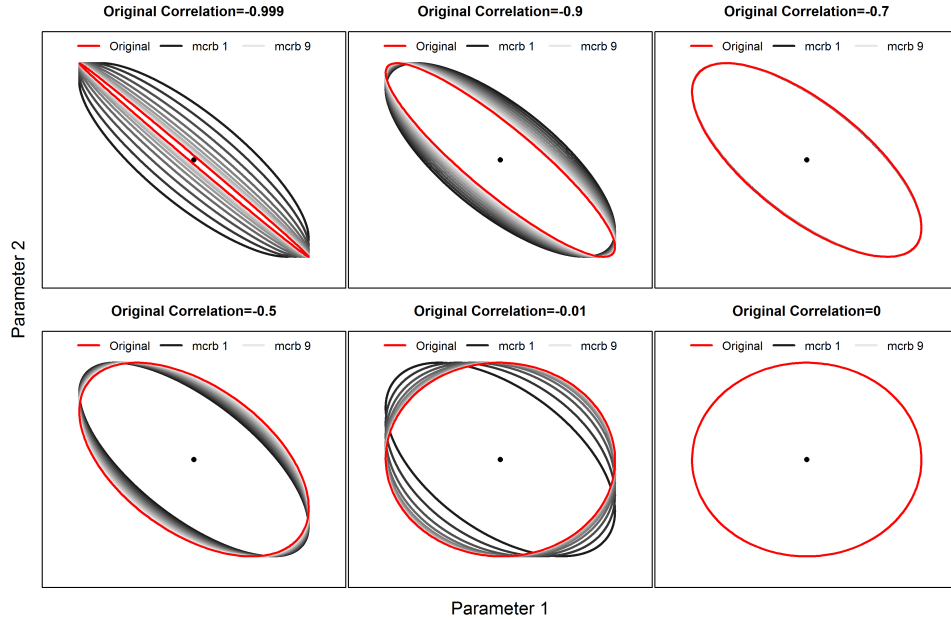 Original Correlation=-0.999
Original mcrb 1 mcrb 9
Original Correlation=-0.9
Original mcrb 1 mcrb 9
Original Correlation=-0.7
Original mcrb 1 mcrb 9
Original Correlation=-0.5
Original mcrb 1 mcrb 9
Original Correlation=-0.01
Original mcrb 1 mcrb 9
Original Correlation=0
Original mcrb 1 mcrb 9
Parameter 2
Parameter 1